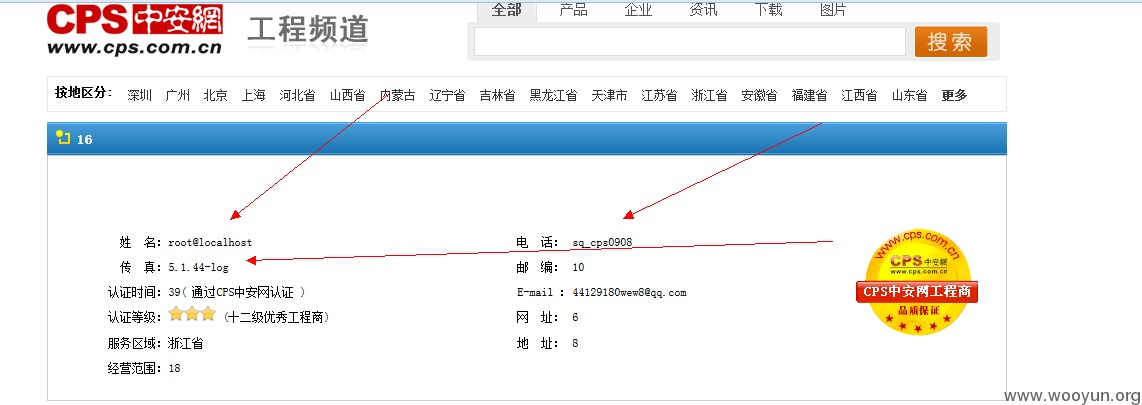 CPS中安網
www.cps.com.cn
工程频道
全部 产品 企业 资讯 下载 图片
搜索
按地区分: 深圳 广州 北京 上海 河北省 山西省 内蒙古 辽宁省 吉林省 黑龙江省 天津市 江苏省 浙江省 安徽省 福建省 江西省 山东省 更多
16
姓 名: root@localhost
电 话: sq_cps0908
传 真: 5.1.44-log
邮 编: 10
认证时间: 39( 通过CPS中安网认证 )
E-mail : 44129180wew8@qq.com
认证等级: (十二级优秀工程商)
网 址: 6
服务区域: 浙江省
地 址: 8
经营范围: 18
www.cps.com.cn
CPS中安網
www.cps.com.cn
CPS中安网工程商
品质保证
www.wooyun.org